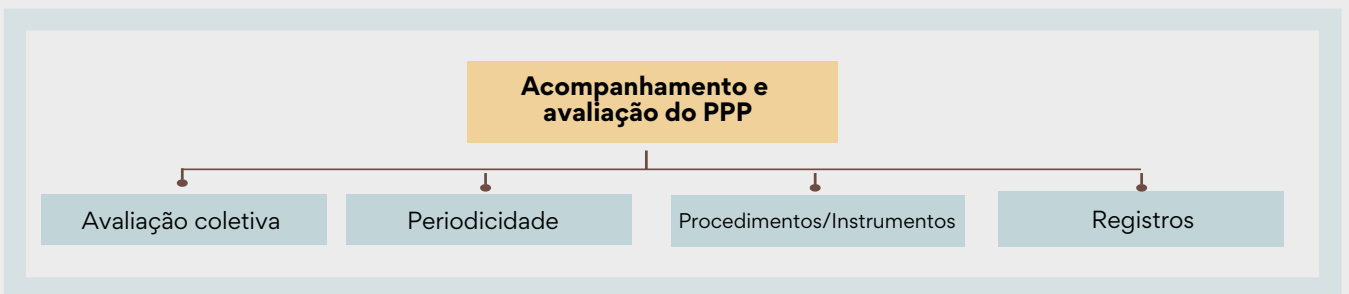 Acompanhamento e
avaliação do PPP
Avaliação coletiva
Periodicidade
Procedimentos/Instrumentos
Registros